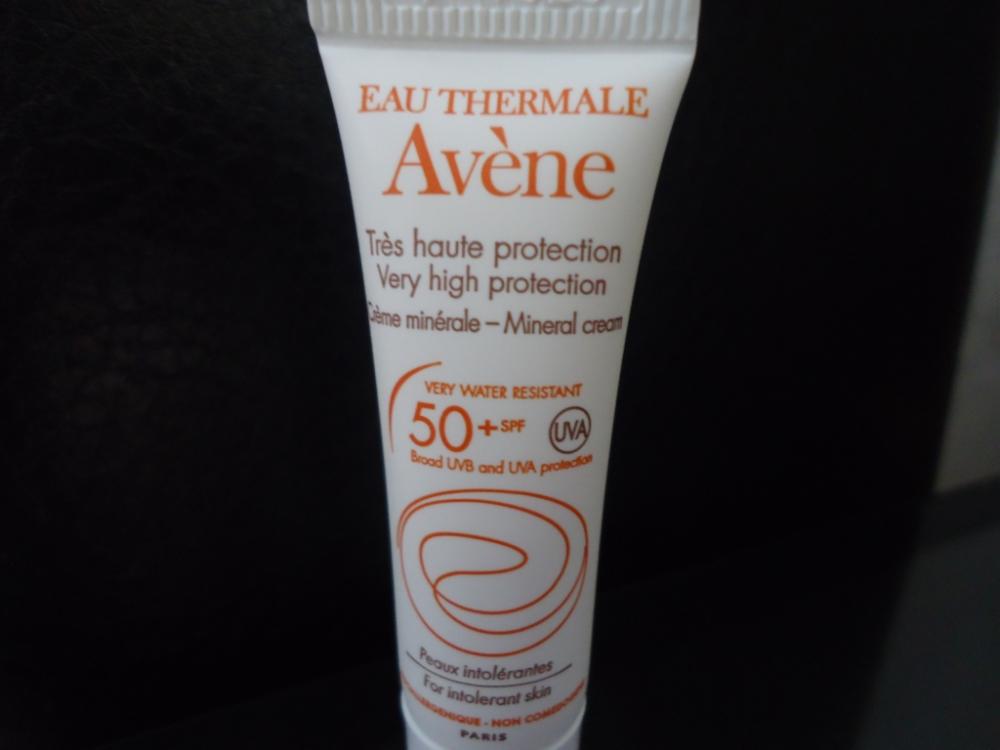 EAU THERMALE
Avène
Très haute protection
Very high protection
Crème minérale – Mineral cream
VERY WATER RESISTANT
50+ SPF UVA
Broad UVB and UVA protection
Peaux intolérantes
For intolerant skin
NON
PARIS